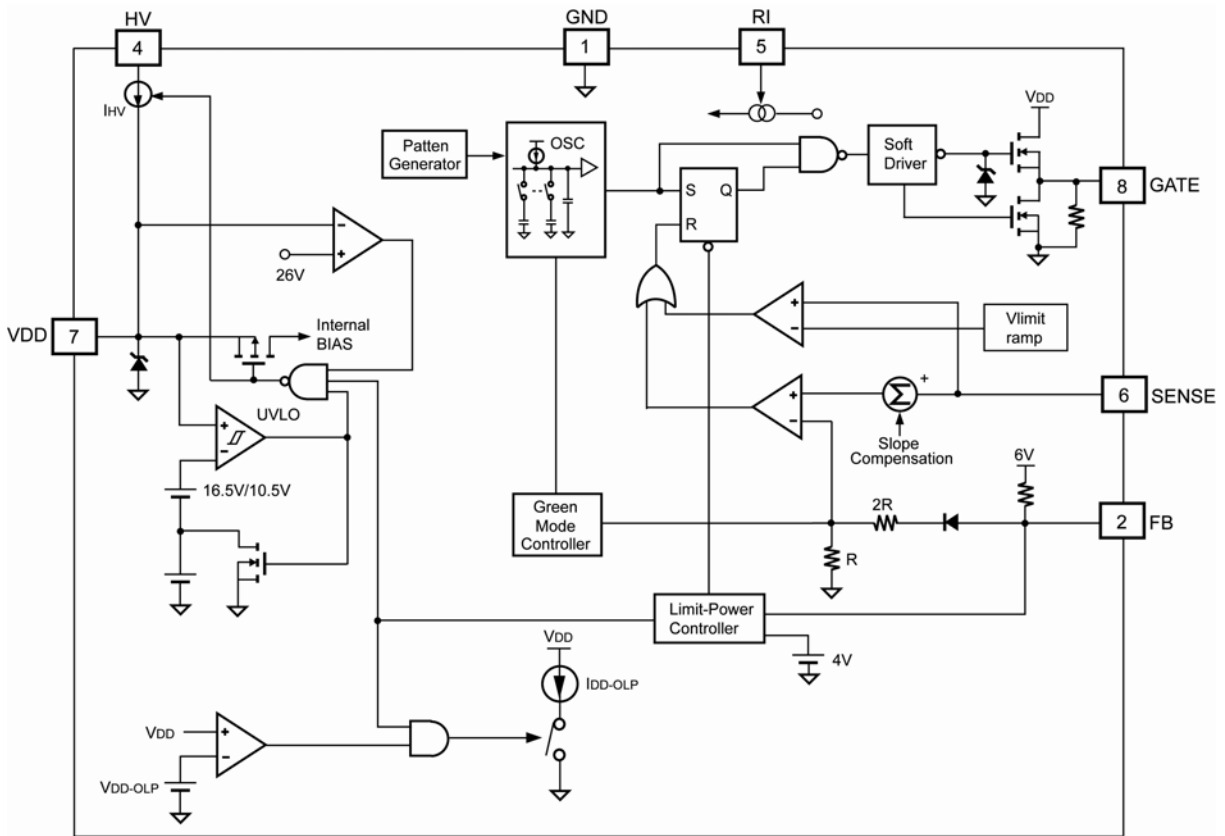 HV
GND
RI
4
1
5
IHV
VDD
Patten
Generator
OSC
Soft
Driver
S
Q
R
8
GATE
26V
VDD
7
Internal
BIAS
Vlimit
ramp
6
SENSE
UVLO
+
Slope
Compensation
16.5V/10.5V
6V
2R
2
FB
Green
Mode
Controller
R
Limit-Power
Controller
4V
VDD
IDD-OLP
VDD
VDD-OLP
+
−
+
−
+
−
+
−
+
−
Σ